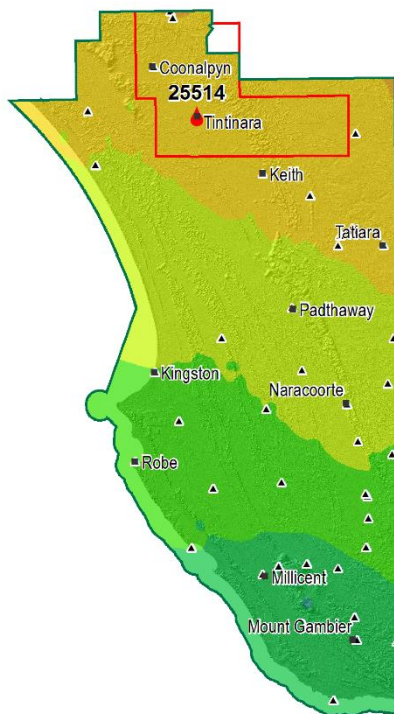 Coonalpyn
25514
Tintinara
Keith
Tatiara
Padthaway
Kingston
Naracoorte
Robe
Millicent
Mount Gambier